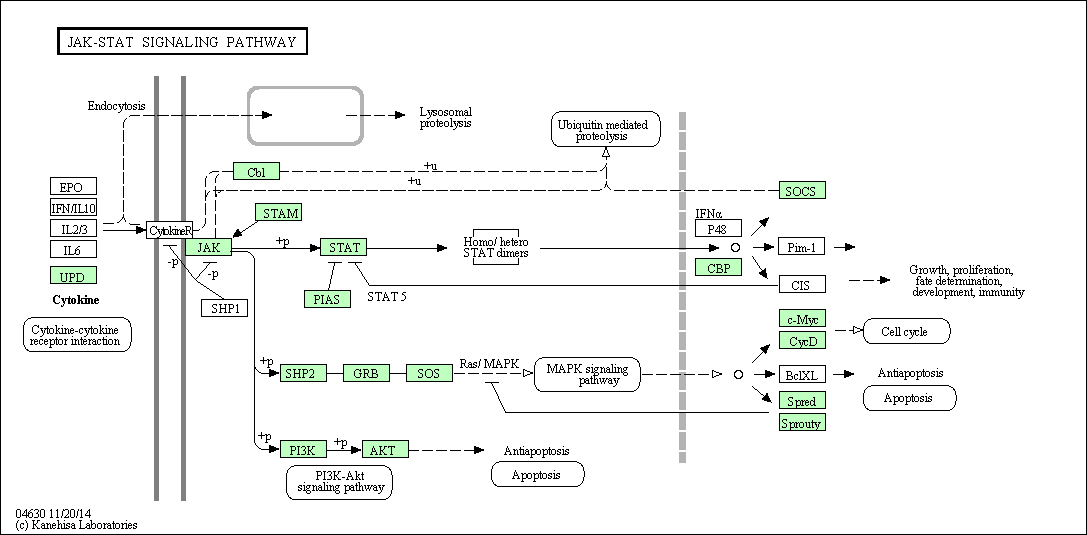 JAK-STAT SIGNALING PATHWAY
Endocytosis
Lysosomal
proteolysis
Ubiquitin mediated
proteolysis
Cbl
+u
+u
SOCS
EPO
IFN/IL10
IL2/3
IL6
UPD
Cytokine
Cytokine-cytokine
receptor interaction
CytokineR
STAM
JAK
+p
STAT
Homo/ hetero
STAT dimers
IFNα
P48
CBP
Pim-1
CIS
Growth, proliferation,
fate determination,
development, immunity
-p
-p
SHP1
PIAS
STAT 5
c-Myc
CycD
Cell cycle
+p
SHP2
GRB
SOS
Ras/ MAPK
MAPK signaling
pathway
BclXL
Antiapoptosis
Apoptosis
Spred
Sprouty
+p
PI3K
+p
AKT
Antiapoptosis
Apoptosis
PI3K-Akt
signaling pathway
04630 11/20/14
(c) Kanehisa Laboratories